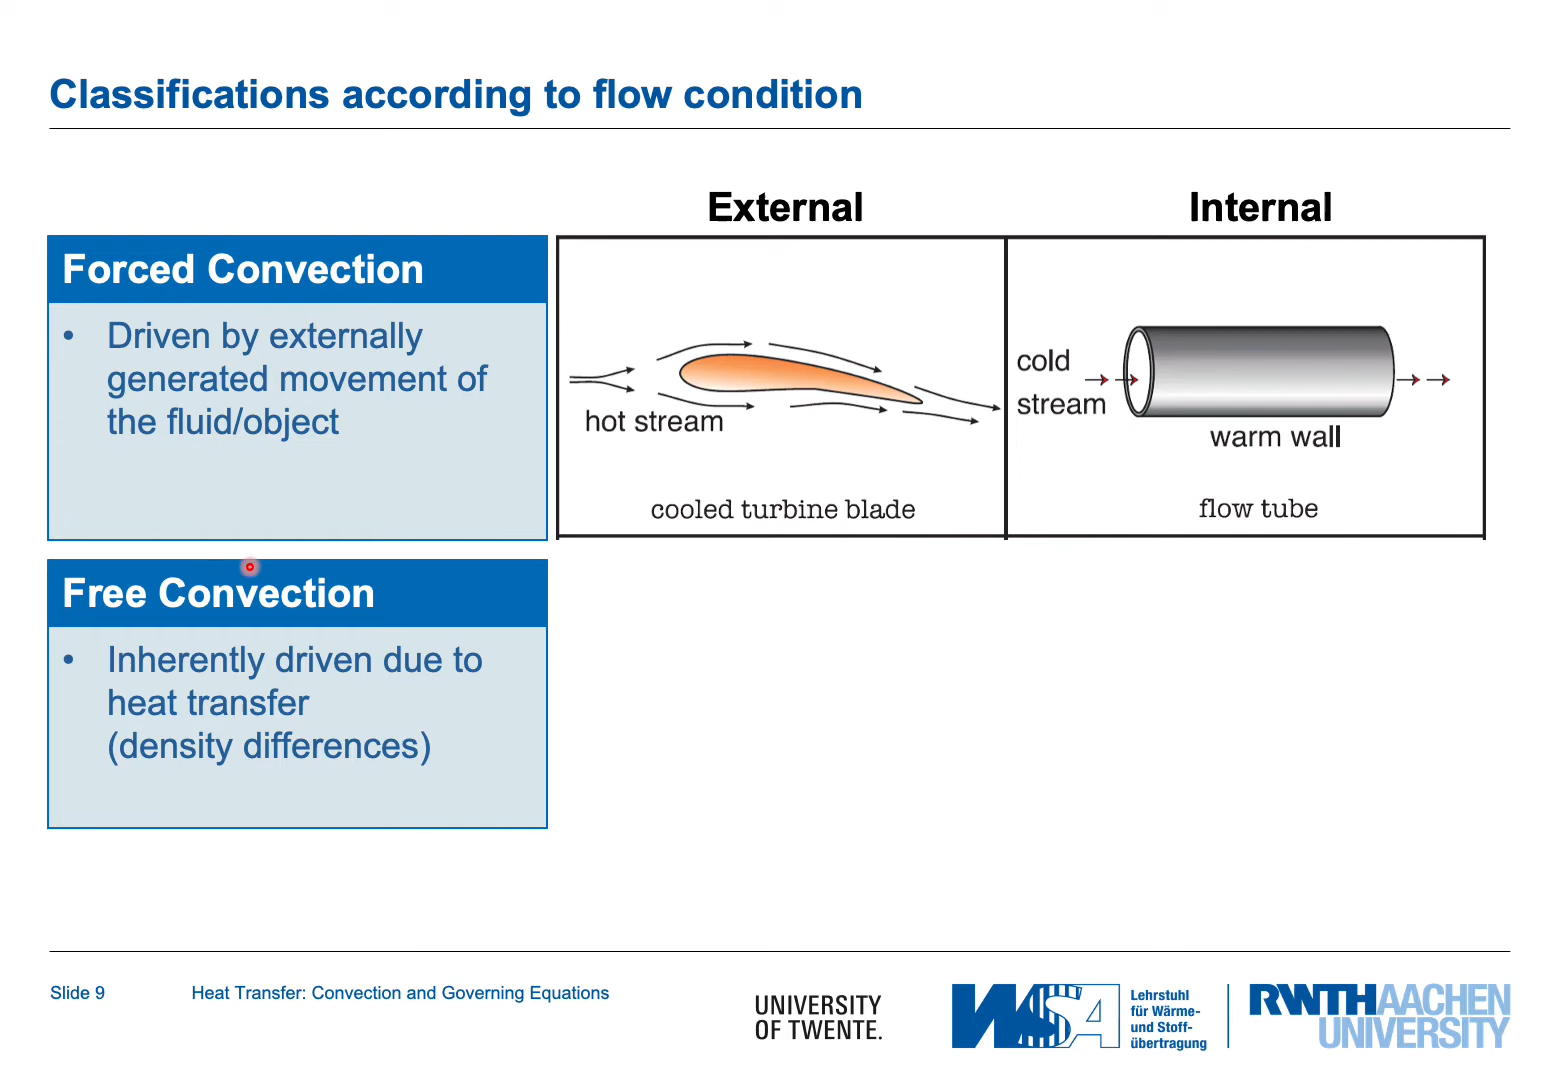 Classifications according to flow condition
External
Internal
Forced Convection
• Driven by externally
generated movement of
the fluid/object
hot stream
cooled turbine blade
cold
stream
warm wall
flow tube
Free Convection
• Inherently driven due to
heat transfer
(density differences)
Slide 9
Heat Transfer: Convection and Governing Equations
UNIVERSITY
OF TWENTE.
WSA
Lehrstuhl
für Wärme-
und Stoff-
übertragung
RWTH AACHEN
UNIVERSITY